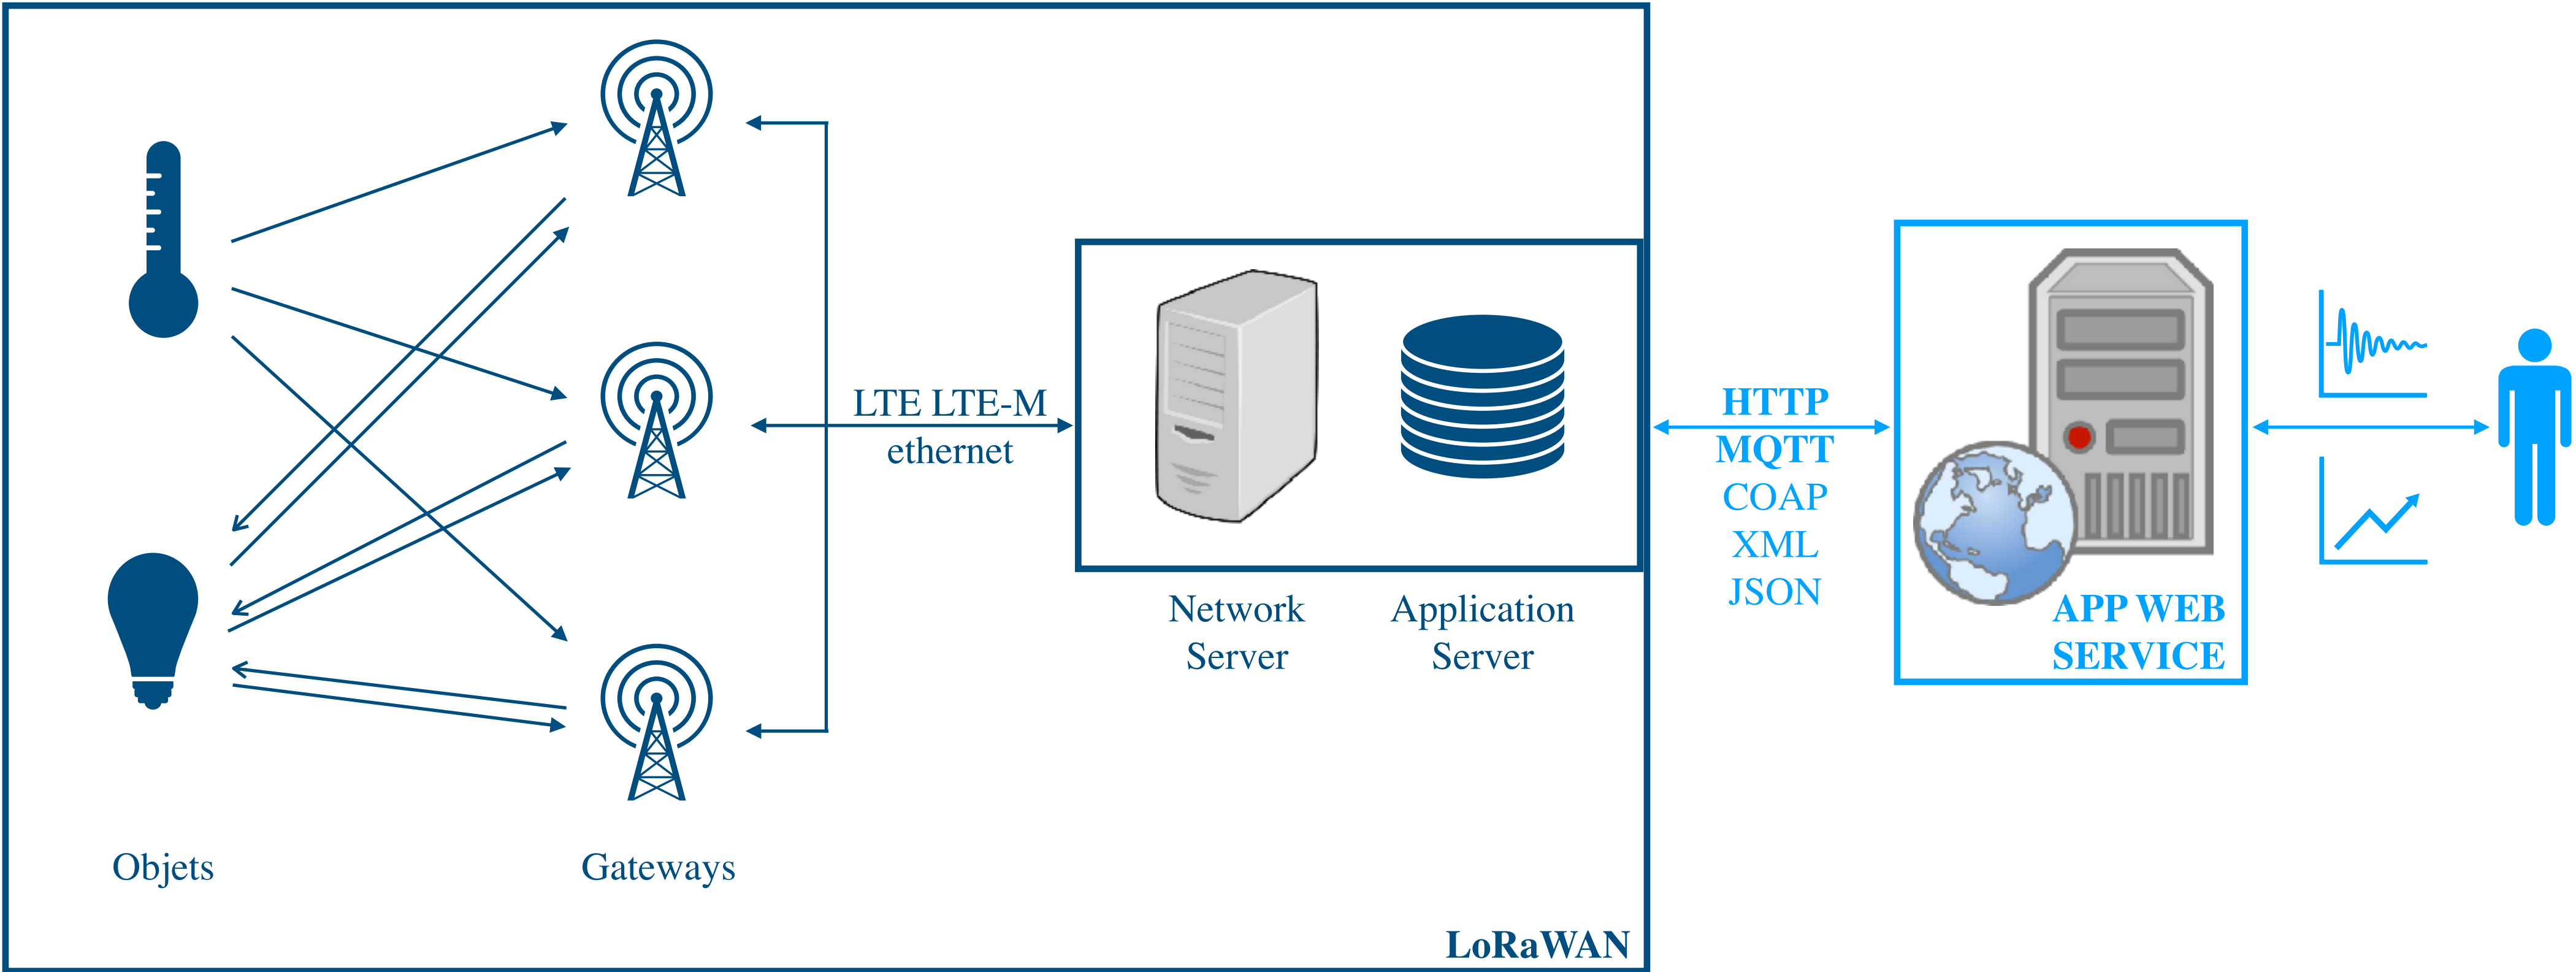 LTE LTE-M
ethernet
Network
Server
Application
Server
HTTP
MQTT
COAP
XML
JSON
APP WEB
SERVICE
Objets
Gateways
LoRaWAN